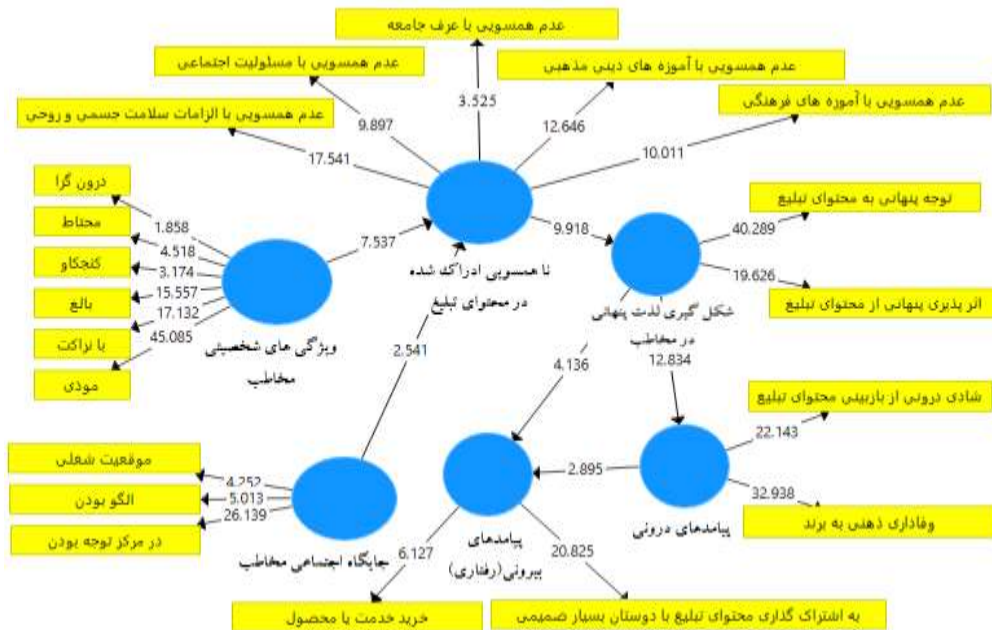 عدم همسویی با عرف جامعه
عدم همسویی با مسئولیت اجتماعی
عدم همسویی با آموزه های دینی مذهبی
عدم همسویی با الزامات سلامت جسمی و روحی
عدم همسویی با آموزه های فرهنگی
3.525
9.897
12.646
17.541
10.011
درون گرا
محتاط
کنجکاو
بالغ
با نزاکت
موذی
1.858
4.518
3.174
15.557
17.132
45.085
ویژگی های شخصیتی
مخاطب
7.537
نا همسویی ادراک شده
در محتوای تبلیغ
9.918
توجه پنهانی به محتوای تبلیغ
40.289
19.626
اثر پذیری پنهانی از محتوای تبلیغ
شکل گیری لذت پنهانی
در مخاطب
2.541
4.136
12.834
شادی درونی از بازبینی محتوای تبلیغ
22.143
32.938
وفاداری ذهنی به برند
2.895
پیامدهای درونی
موقعیت شغلی
الگو بودن
در مرکز توجه بودن
4.252
5.013
26.139
جایگاه اجتماعی مخاطب
پیامدهای
بیرونی(رفتاری)
6.127
20.825
خرید خدمت یا محصول
به اشتراک گذاری محتوای تبلیغ با دوستان بسیار صمیمی